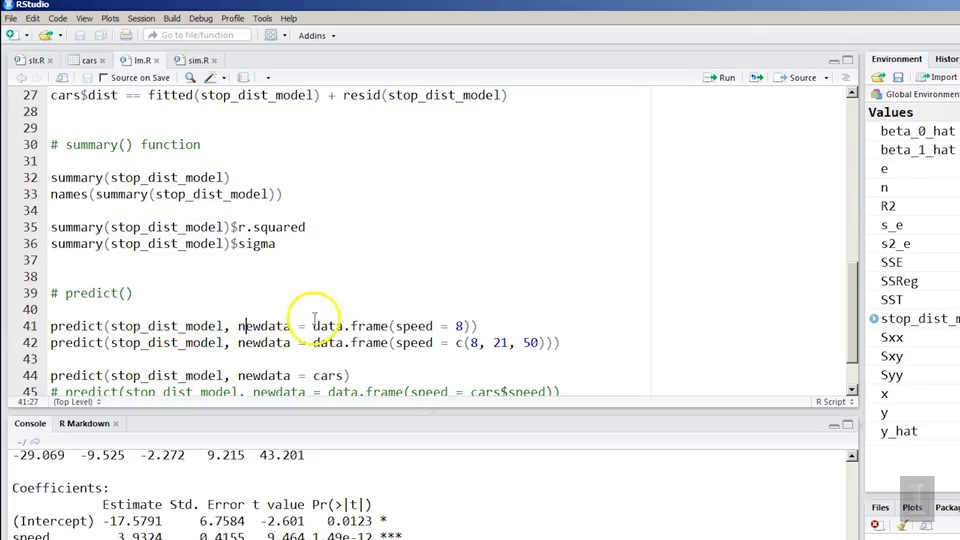 RStudio
File Edit Code View Plots Session Build Debug Profile Tools Help
Go to file/function Addins
slr.R cars lm.R sim.R
Source on Save Run Source
27 cars$dist == fitted(stop_dist_model) + resid(stop_dist_model)
28
29
30 # summary() function
31
32 summary(stop_dist_model)
33 names(summary(stop_dist_model))
34
35 summary(stop_dist_model)$r.squared
36 summary(stop_dist_model)$sigma
37
38
39 # predict()
40
41 predict(stop_dist_model, newdata = data.frame(speed = 8))
42 predict(stop_dist_model, newdata = data.frame(speed = c(8, 21, 50)))
43
44 predict(stop_dist_model, newdata = cars)
45 # predict(stop_dist_model, newdata = data.frame(speed = cars$speed))
41:27 (Top Level) R Script
Console R Markdown
~/
-29.069 -9.525 -2.272 9.215 43.201
Coefficients:
Estimate Std. Error t value Pr(>|t|)
(Intercept) -17.5791 6.7584 -2.601 0.0123 *
speed 3.9324 0.4155 9.464 1.49e-12 ***
Environment History
Import
Global Environment
Values
beta_0_hat
beta_1_hat
e
n
R2
s_e
s2_e
SSE
SSReg
SST
stop_dist_m
Sxx
Sxy
Syy
x
y
y_hat
Files Plots Packag